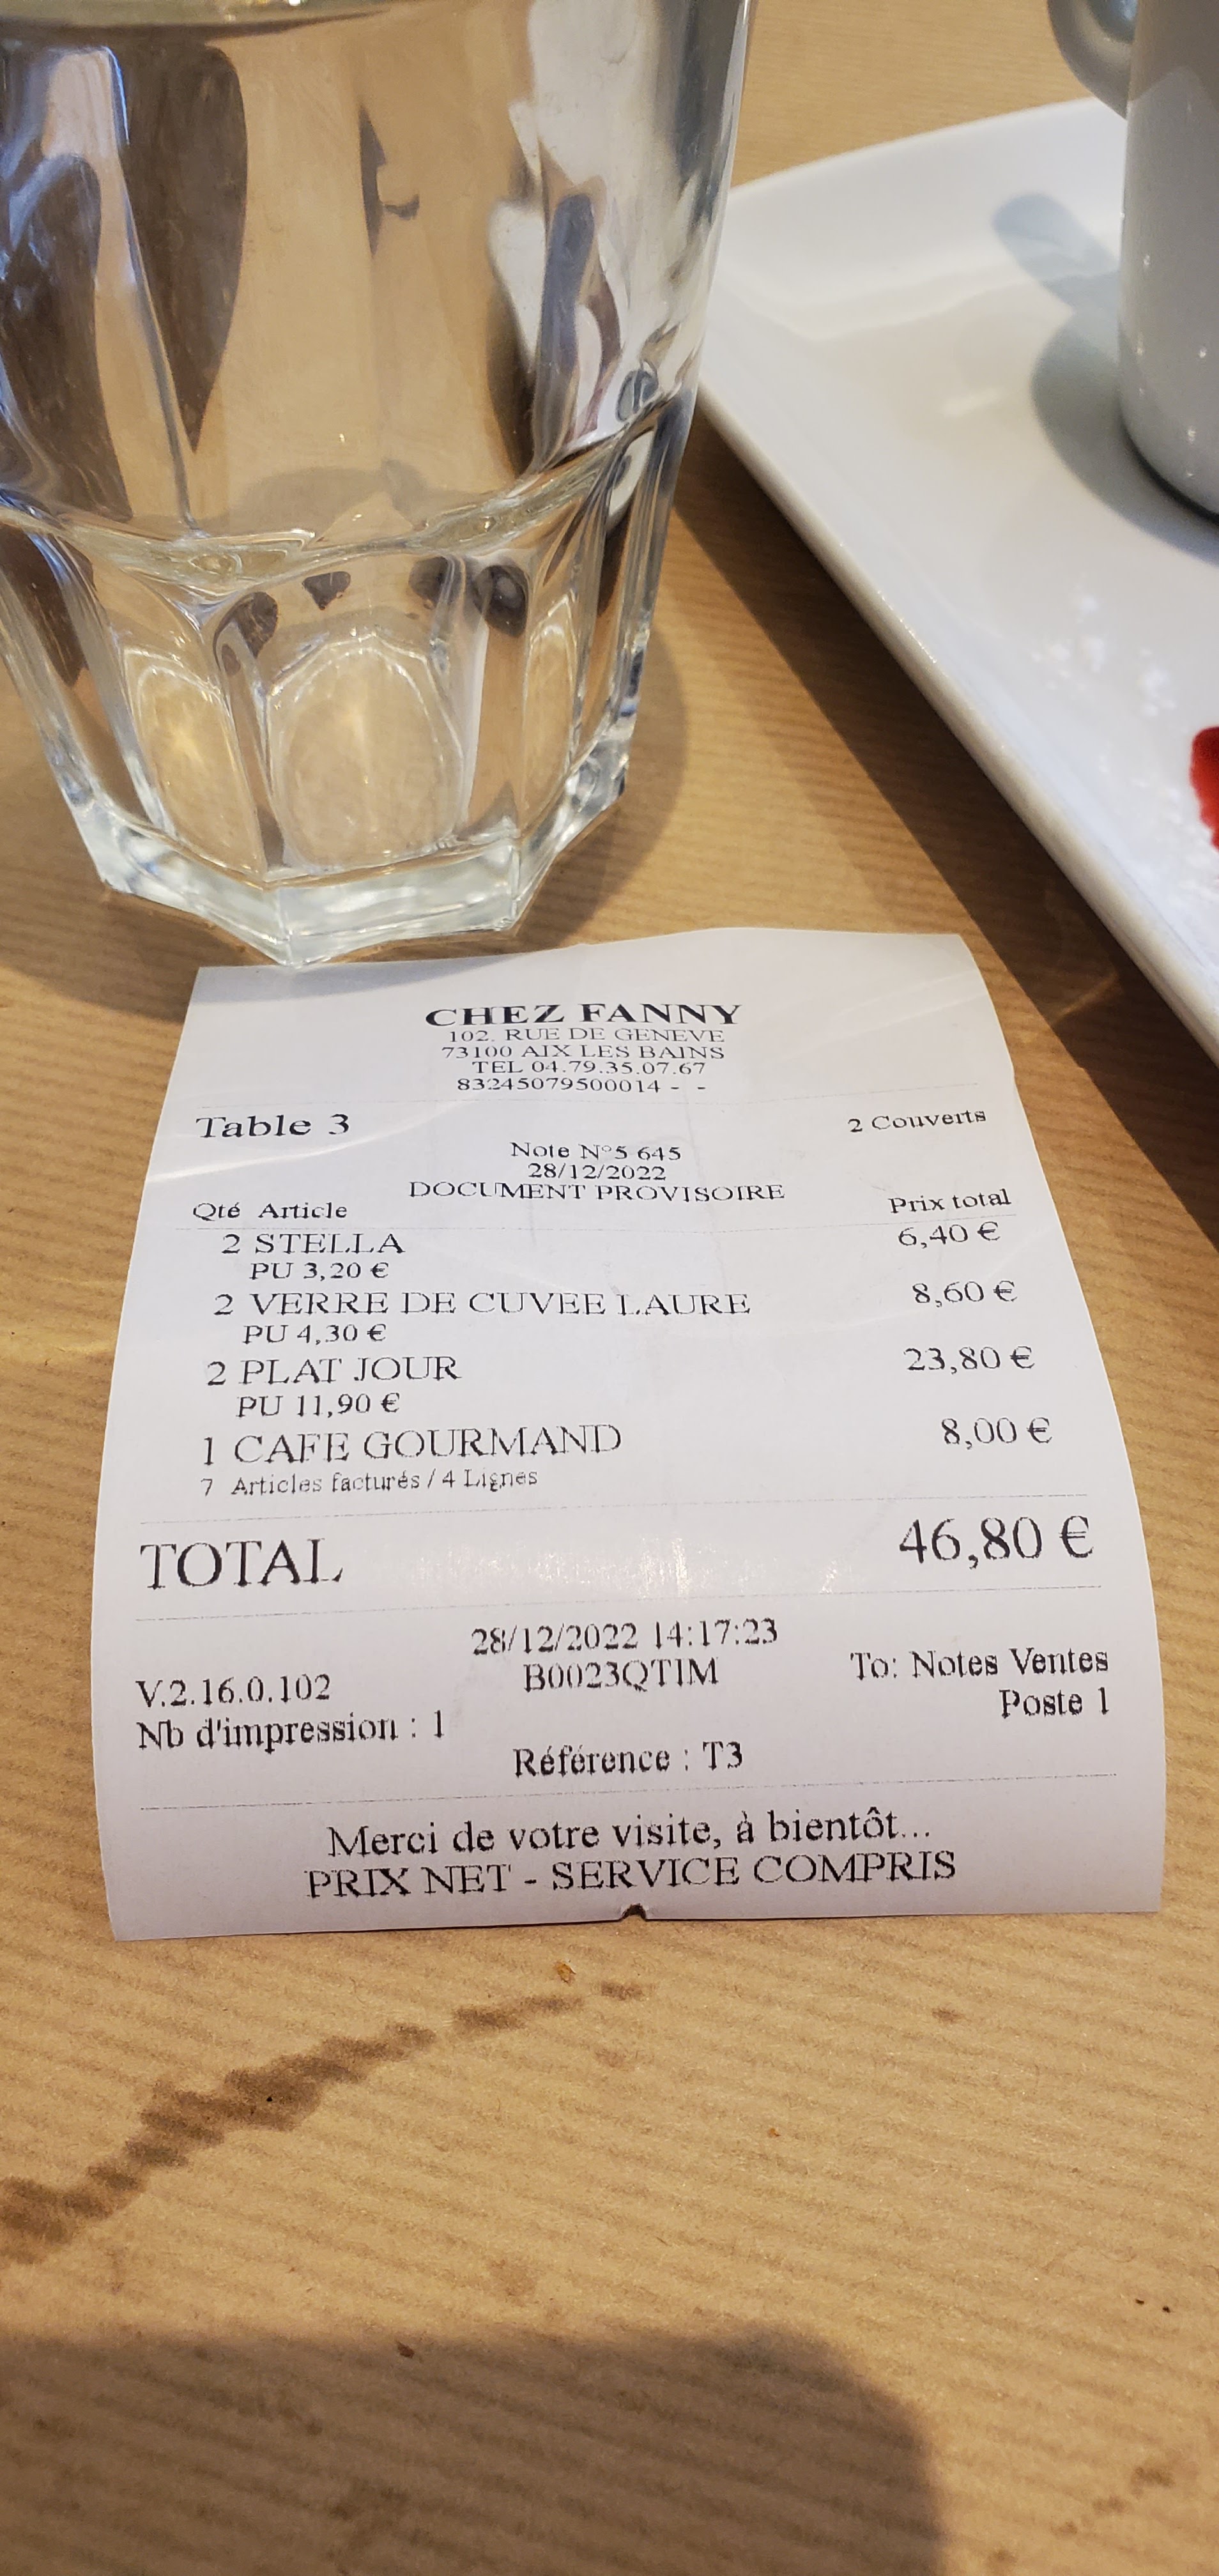 CHEZ FANNY
102. RUE DE GENEVE
73100 AIX LES BAINS
TEL 04.79.35.07.67
83245079500014 - -
Table 3 2 Couverts
Note N°5 645
28/12/2022
DOCUMENT PROVISOIRE
Qté Article Prix total
2 STELLA 6,40 €
PU 3,20 €
2 VERRE DE CUVEE LAURE 8,60 €
PU 4,30 €
2 PLAT JOUR 23,80 €
PU 11,90 €
1 CAFE GOURMAND 8,00 €
7 Articles facturés / 4 Lignes
TOTAL 46,80 €
28/12/2022 14:17:23
V.2.16.0.102 B0023QTIM To: Notes Ventes
Nb d'impression : 1 Poste 1
Référence : T3
Merci de votre visite, à bientôt...
PRIX NET - SERVICE COMPRIS